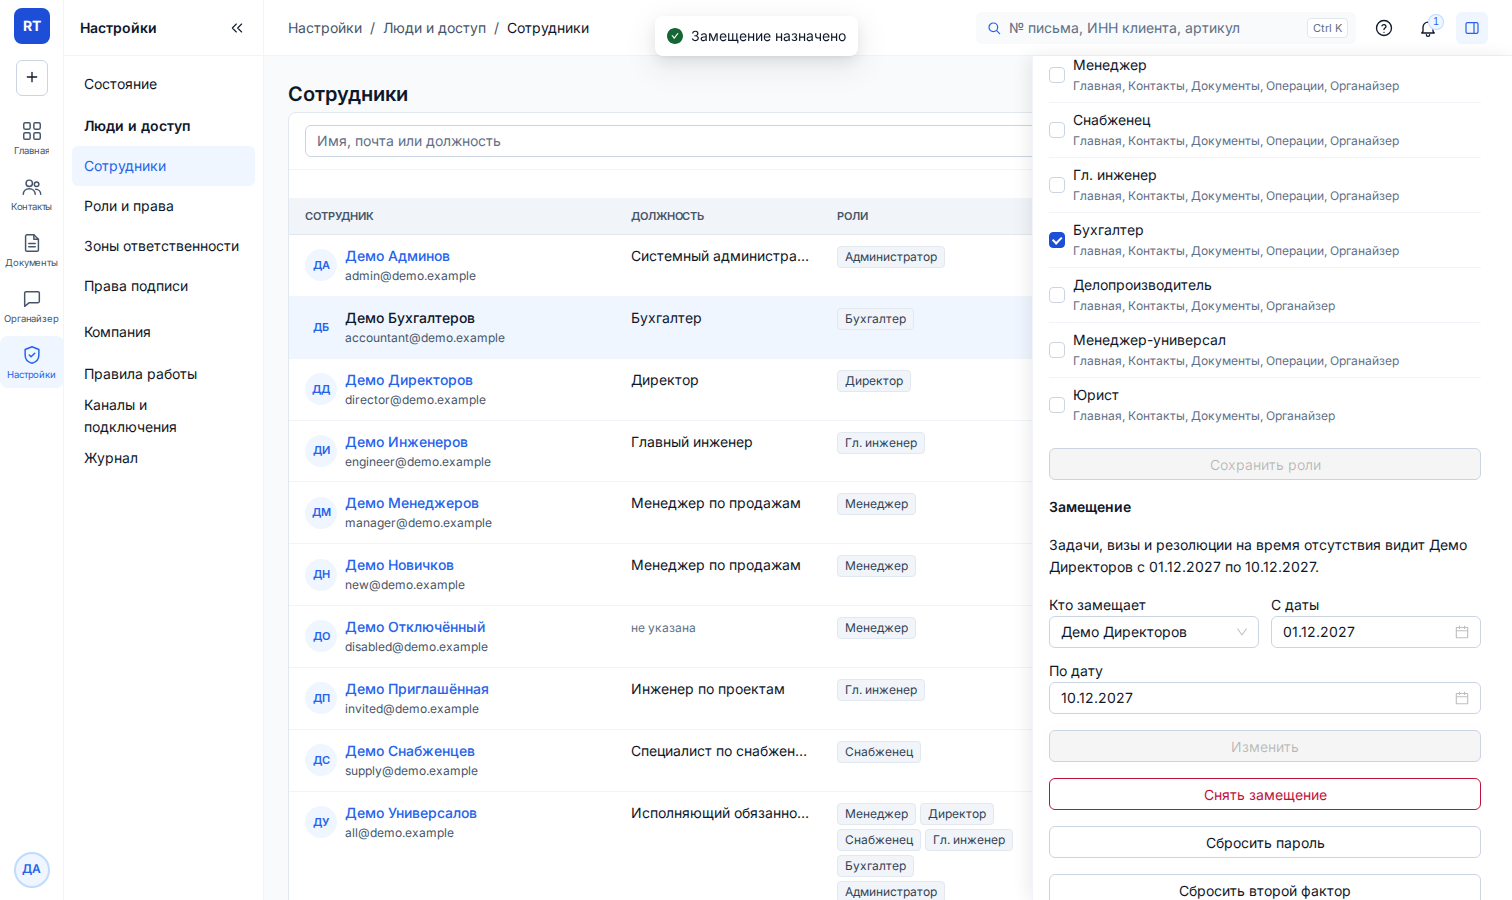 RT
Главная
Контакты
Документы
Органайзер
Настройки
ДА
Настройки
Состояние
Люди и доступ
Сотрудники
Роли и права
Зоны ответственности
Права подписи
Компания
Правила работы
Каналы и
подключения
Журнал
Настройки / Люди и доступ / Сотрудники
Замещение назначено
№ письма, ИНН клиента, артикул
Ctrl K
1
Сотрудники
Имя, почта или должность
СОТРУДНИК ДОЛЖНОСТЬ РОЛИ
ДА Демо Админов Системный администра... Администратор
admin@demo.example
ДБ Демо Бухгалтеров Бухгалтер Бухгалтер
accountant@demo.example
ДД Демо Директоров Директор Директор
director@demo.example
ДИ Демо Инженеров Главный инженер Гл. инженер
engineer@demo.example
ДМ Демо Менеджеров Менеджер по продажам Менеджер
manager@demo.example
ДН Демо Новичков Менеджер по продажам Менеджер
new@demo.example
ДО Демо Отключённый не указана Менеджер
disabled@demo.example
ДП Демо Приглашённая Инженер по проектам Гл. инженер
invited@demo.example
ДС Демо Снабженцев Специалист по снабжен... Снабженец
supply@demo.example
ДУ Демо Универсалов Исполняющий обязанно... Менеджер Директор
all@demo.example
Снабженец Гл. инженер
Бухгалтер
Администратор
Менеджер
Главная, Контакты, Документы, Операции, Органайзер
Снабженец
Главная, Контакты, Документы, Операции, Органайзер
Гл. инженер
Главная, Контакты, Документы, Операции, Органайзер
Бухгалтер
Главная, Контакты, Документы, Операции, Органайзер
Делопроизводитель
Главная, Контакты, Документы, Органайзер
Менеджер-универсал
Главная, Контакты, Документы, Операции, Органайзер
Юрист
Главная, Контакты, Документы, Органайзер
Сохранить роли
Замещение
Задачи, визы и резолюции на время отсутствия видит Демо
Директоров с 01.12.2027 по 10.12.2027.
Кто замещает С даты
Демо Директоров 01.12.2027
По дату
10.12.2027
Изменить
Снять замещение
Сбросить пароль
Сбросить второй фактор